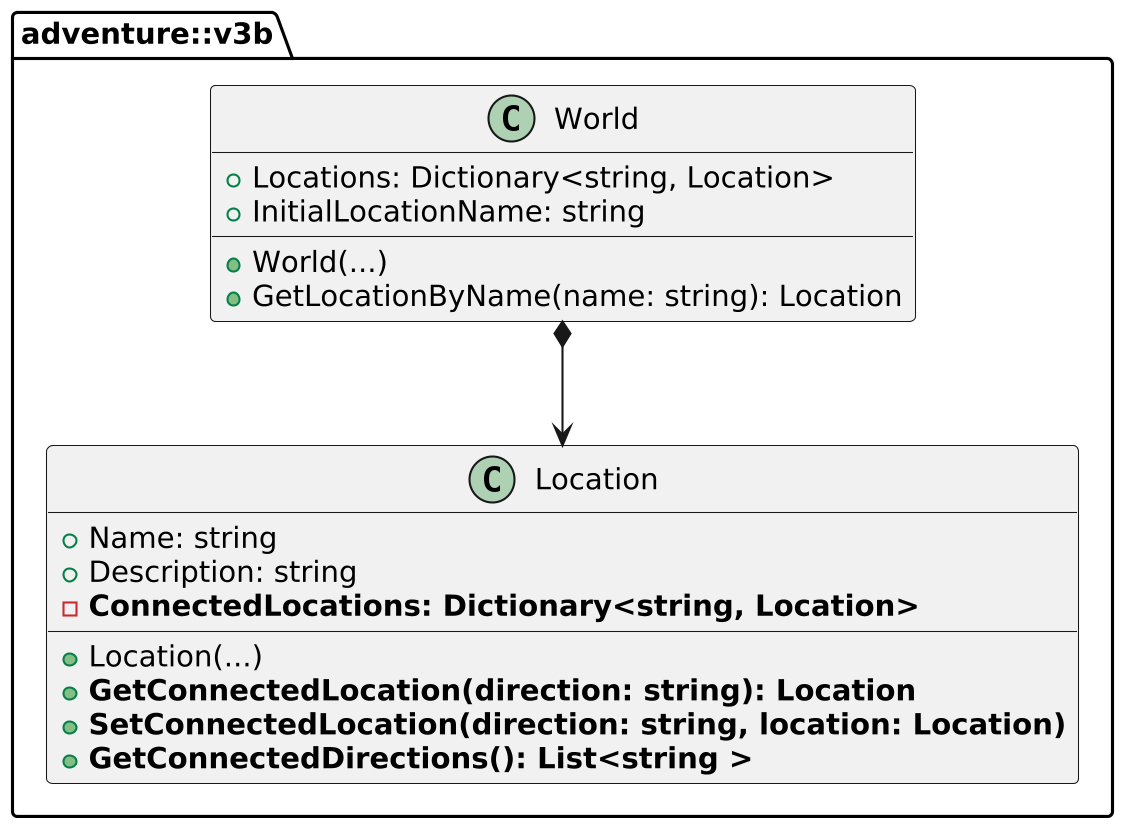 adventure::v3b
C World
Locations: Dictionary<string, Location>
InitialLocationName: string
World(...)
GetLocationByName(name: string): Location
C Location
Name: string
Description: string
ConnectedLocations: Dictionary<string, Location>
Location(...)
GetConnectedLocation(direction: string): Location
SetConnectedLocation(direction: string, location: Location)
GetConnectedDirections(): List<string >